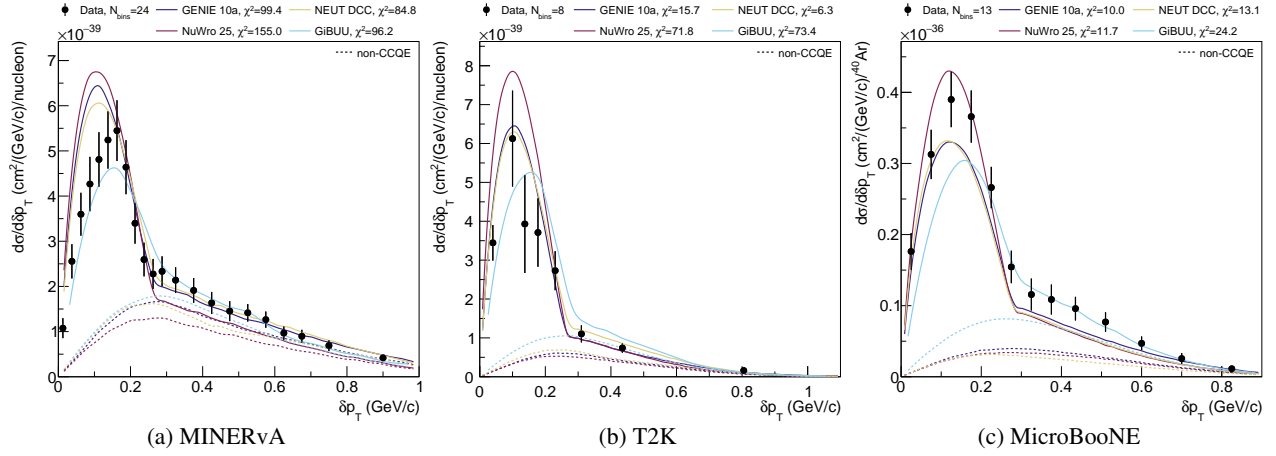 Data, N_bins=24 GENIE 10a, χ²=99.4 NEUT DCC, χ²=84.8
NuWro 25, χ²=155.0 GiBUU, χ²=96.2
×10⁻³⁹
non-CCQE
7
6
5
4
3
2
1
0
dσ/dδp_T (cm²/(GeV/c)/nucleon)
0 0.2 0.4 0.6 0.8 1
δp_T (GeV/c)
(a) MINERvA
Data, N_bins=8 GENIE 10a, χ²=15.7 NEUT DCC, χ²=6.3
NuWro 25, χ²=71.8 GiBUU, χ²=73.4
×10⁻³⁹
non-CCQE
8
7
6
5
4
3
2
1
0
dσ/dδp_T (cm²/(GeV/c)/nucleon)
0 0.2 0.4 0.6 0.8 1
δp_T (GeV/c)
(b) T2K
Data, N_bins=13 GENIE 10a, χ²=10.0 NEUT DCC, χ²=13.1
NuWro 25, χ²=11.7 GiBUU, χ²=24.2
×10⁻³⁶
non-CCQE
0.4
0.3
0.2
0.1
0
dσ/dδp_T (cm²/(GeV/c)/⁴⁰Ar)
0 0.2 0.4 0.6 0.8
δp_T (GeV/c)
(c) MicroBooNE